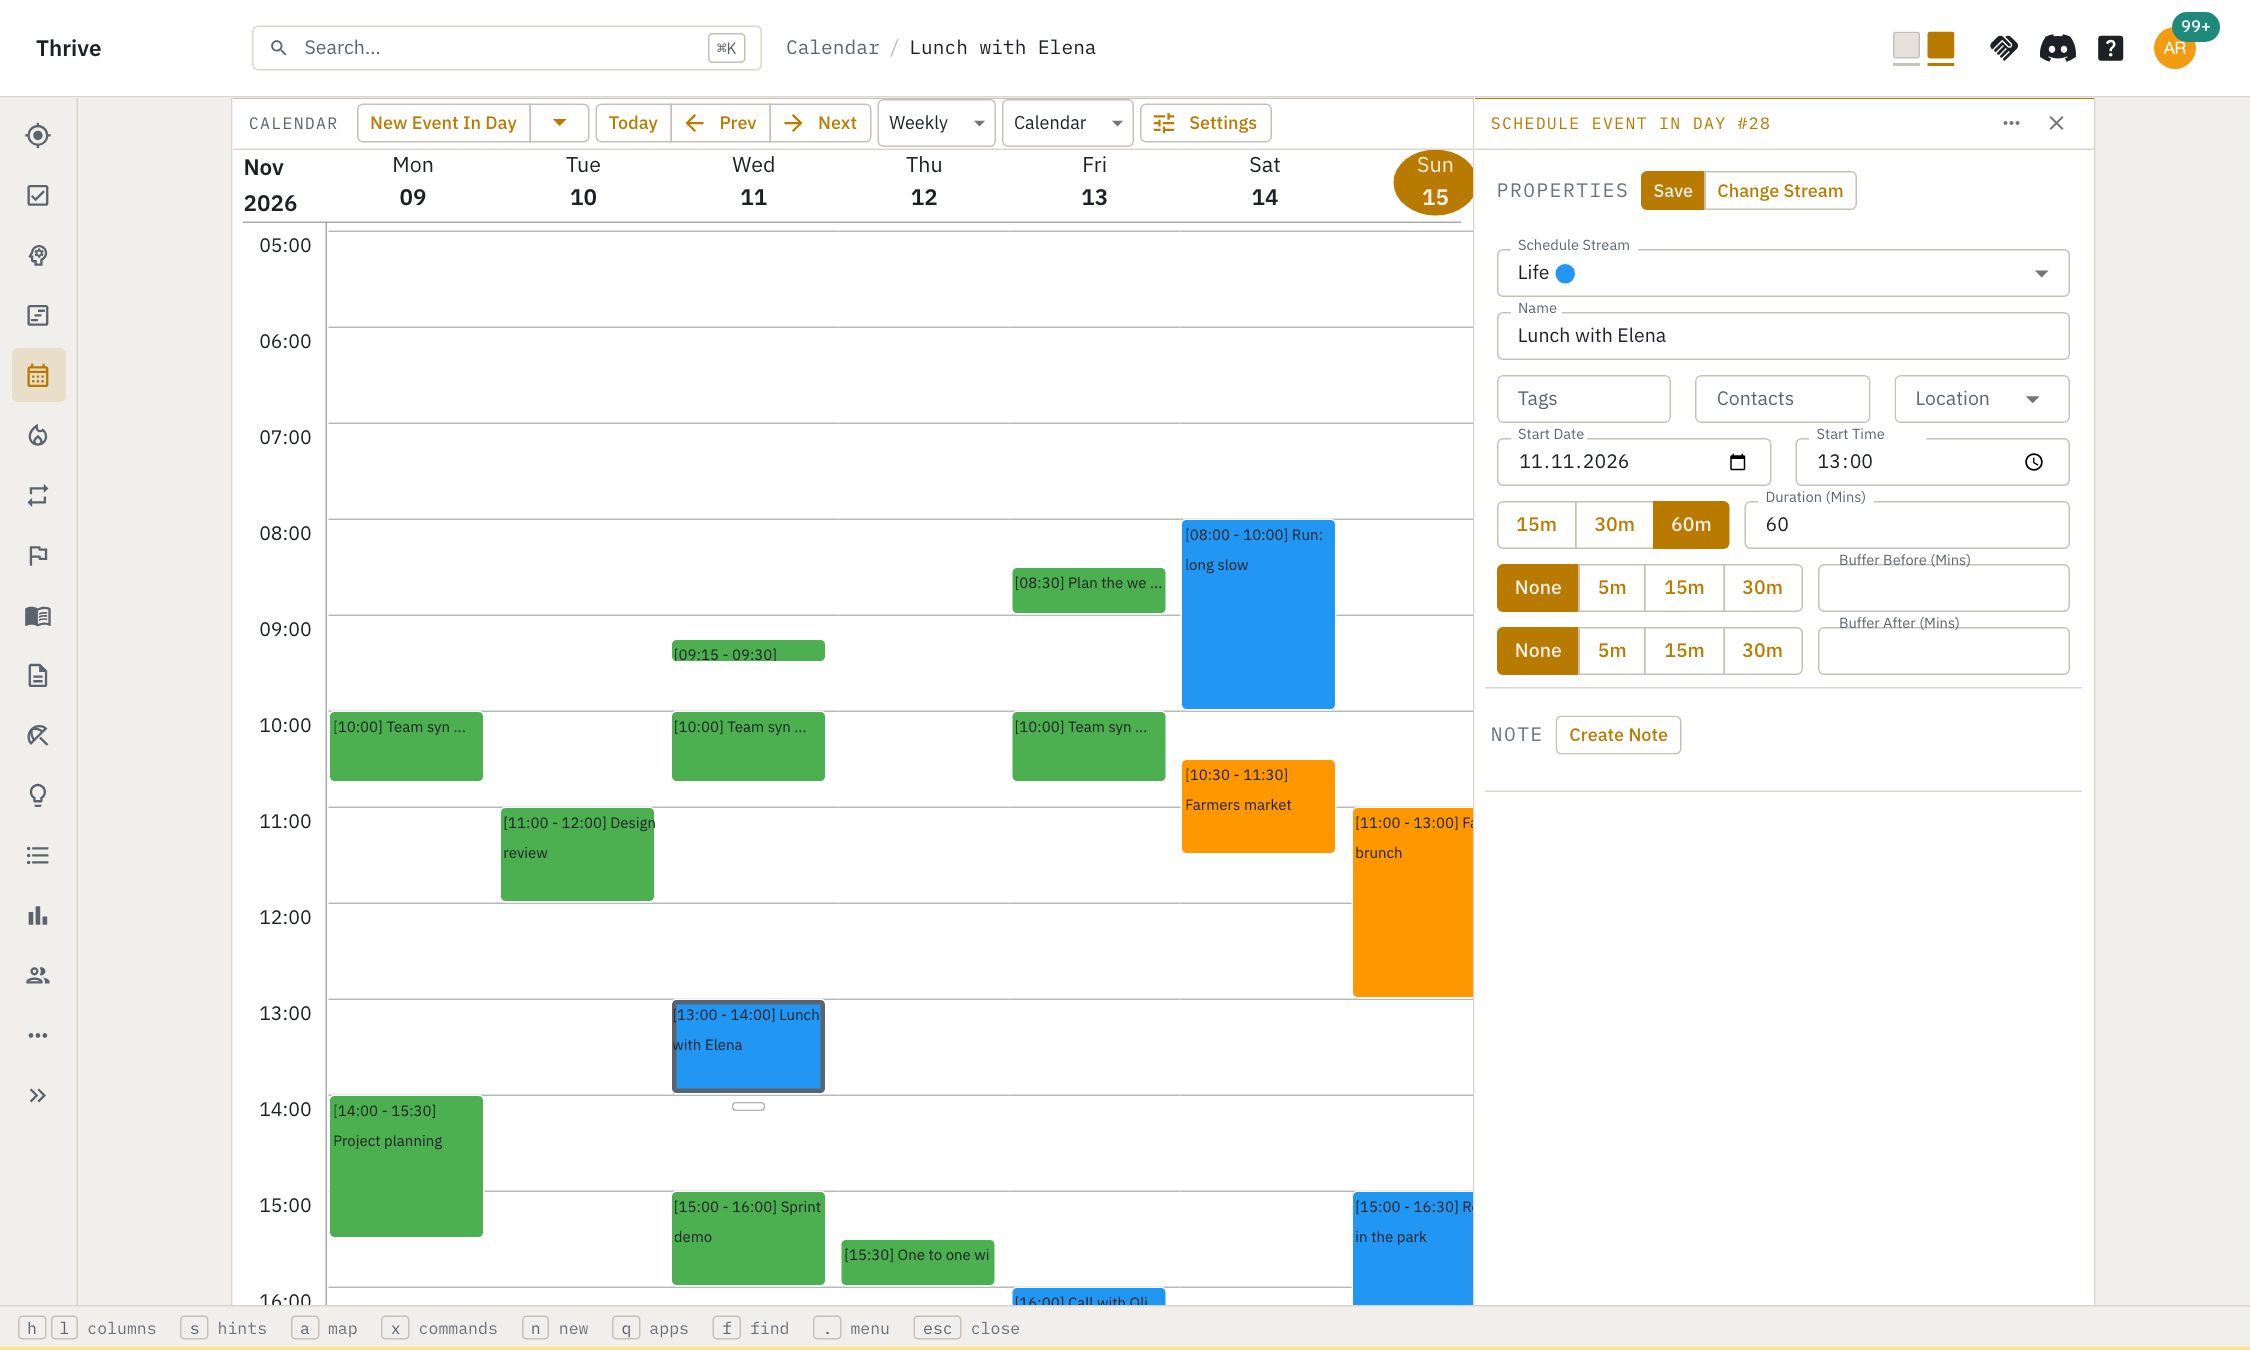 Thrive
Search...
⌘K
Calendar / Lunch with Elena
99+
AR
CALENDAR
New Event In Day
Today
Prev
Next
Weekly
Calendar
Settings
Nov
2026
Mon
09
Tue
10
Wed
11
Thu
12
Fri
13
Sat
14
Sun
15
05:00
06:00
07:00
08:00
09:00
10:00
11:00
12:00
13:00
14:00
15:00
16:00
[10:00] Team syn ...
[14:00 - 15:30]
Project planning
[11:00 - 12:00] Design
review
[09:15 - 09:30]
[10:00] Team syn ...
[13:00 - 14:00] Lunch
with Elena
[15:00 - 16:00] Sprint
demo
[15:30] One to one wi
[08:30] Plan the we ...
[10:00] Team syn ...
[16:00] Call with Oli
[08:00 - 10:00] Run:
long slow
[10:30 - 11:30]
Farmers market
[11:00 - 13:00] Fa
brunch
[15:00 - 16:30] R
in the park
SCHEDULE EVENT IN DAY #28
PROPERTIES
Save
Change Stream
Schedule Stream
Life
Name
Lunch with Elena
Tags
Contacts
Location
Start Date
11.11.2026
Start Time
13:00
15m
30m
60m
Duration (Mins)
60
None
5m
15m
30m
Buffer Before (Mins)
None
5m
15m
30m
Buffer After (Mins)
NOTE
Create Note
h l columns
s hints
a map
x commands
n new
q apps
f find
. menu
esc close